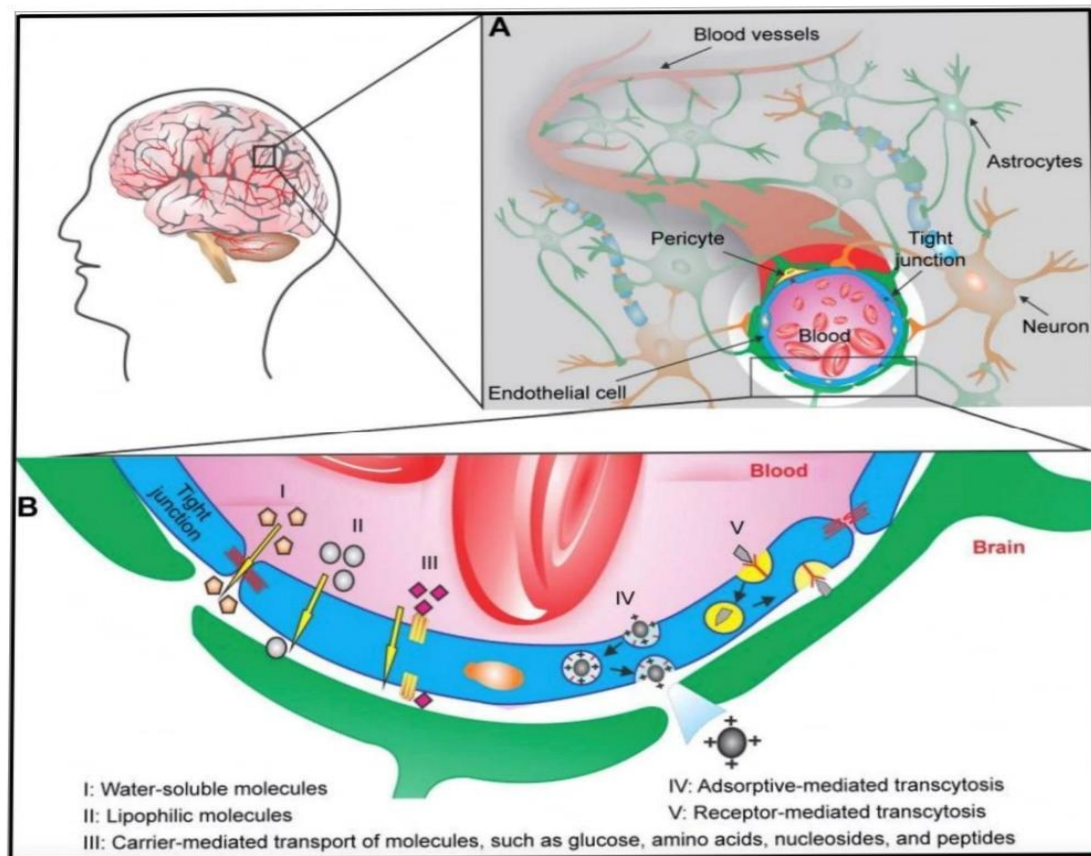 A
Blood vessels
Astrocytes
Pericyte
Tight
junction
Neuron
Blood
Endothelial cell
B
Tight
junction
I
II
III
IV
V
Blood
Brain
I: Water-soluble molecules
II: Lipophilic molecules
III: Carrier-mediated transport of molecules, such as glucose, amino acids, nucleosides, and peptides
IV: Adsorptive-mediated transcytosis
V: Receptor-mediated transcytosis